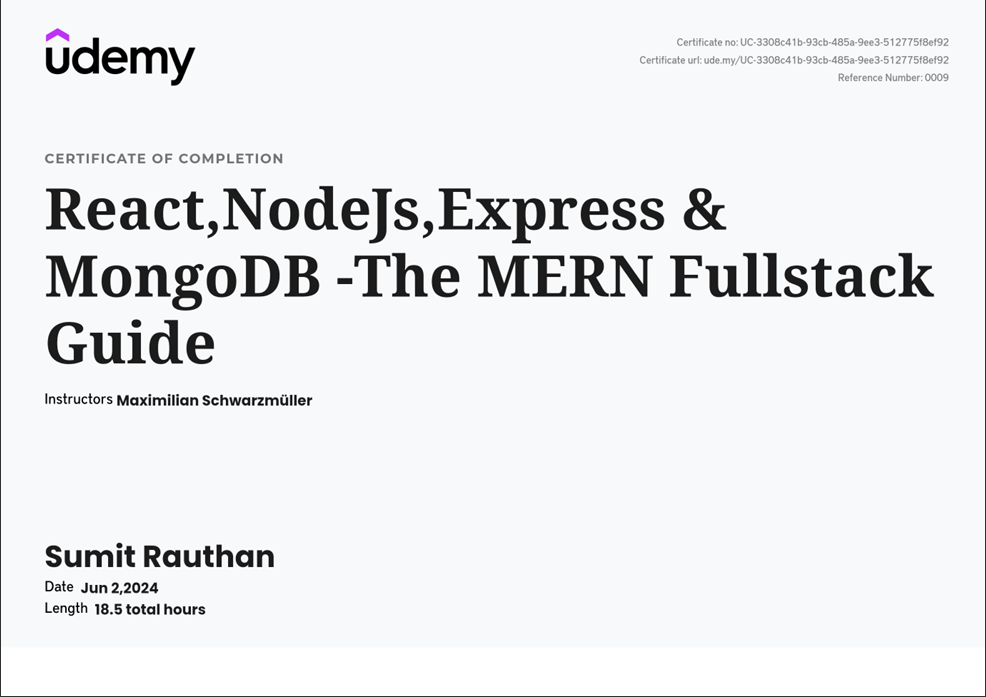 udemy
Certificate no: UC-3308c41b-93cb-485a-9ee3-512775f8ef92
Certificate url: ude.my/UC-3308c41b-93cb-485a-9ee3-512775f8ef92
Reference Number: 0009
CERTIFICATE OF COMPLETION
React,NodeJs,Express &
MongoDB -The MERN Fullstack
Guide
Instructors Maximilian Schwarzmüller
Sumit Rauthan
Date Jun 2,2024
Length 18.5 total hours